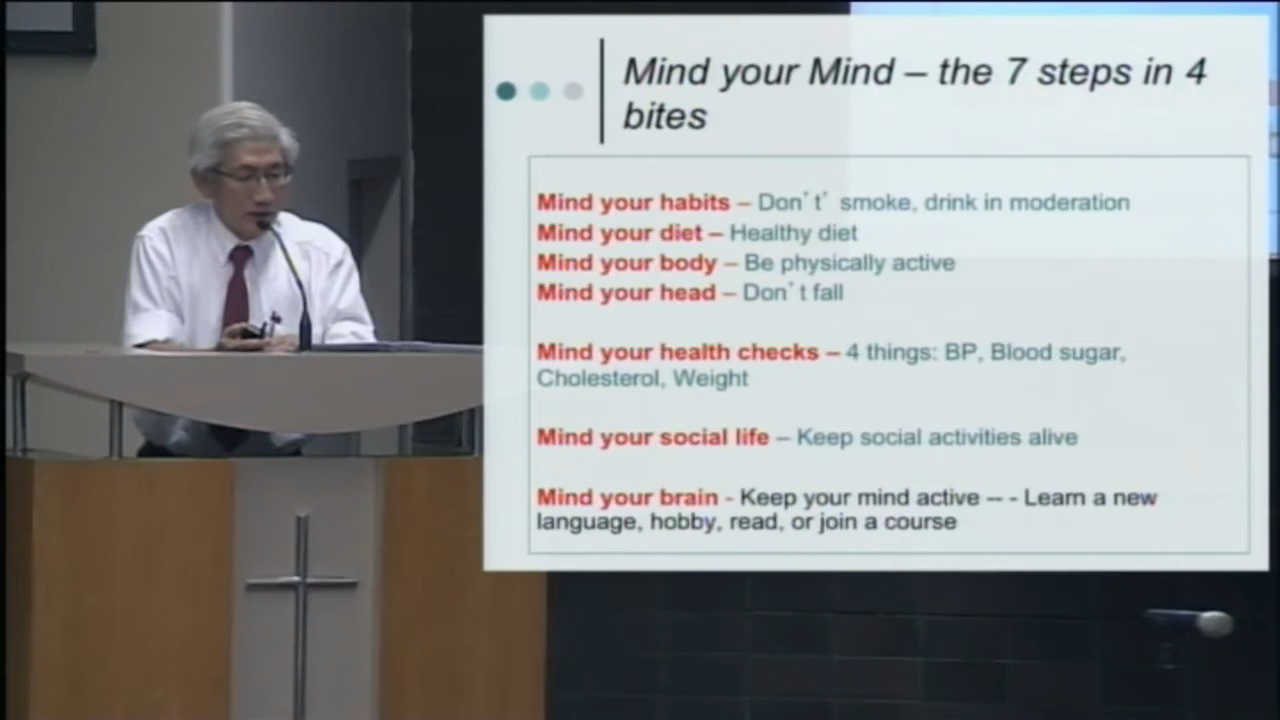 Mind your Mind – the 7 steps in 4
bites
Mind your habits – Don't' smoke, drink in moderation
Mind your diet – Healthy diet
Mind your body – Be physically active
Mind your head – Don't fall
Mind your health checks – 4 things: BP, Blood sugar,
Cholesterol, Weight
Mind your social life – Keep social activities alive
Mind your brain - Keep your mind active -- - Learn a new
language, hobby, read, or join a course